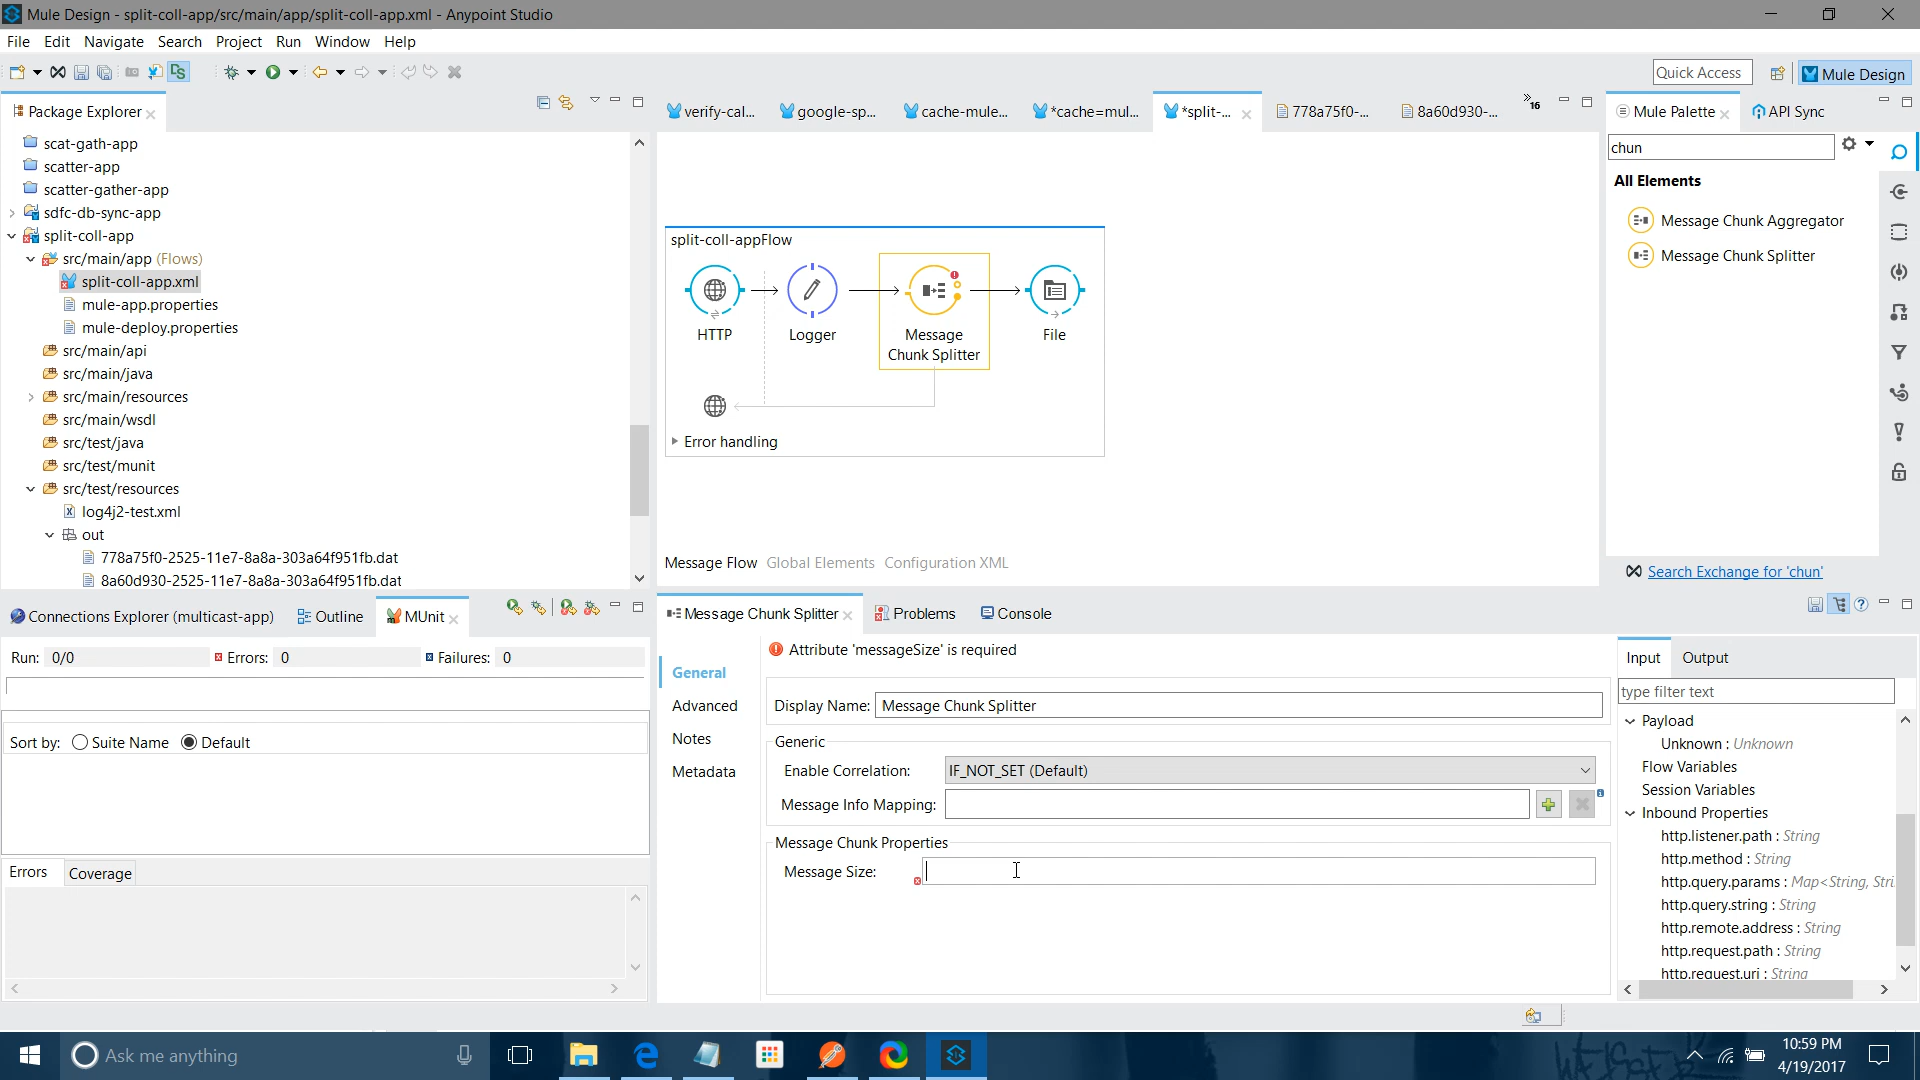 Mule Design - split-coll-app/src/main/app/split-coll-app.xml - Anypoint Studio
File Edit Navigate Search Project Run Window Help
Quick Access
Mule Design
Package Explorer
scat-gath-app
scatter-app
scatter-gather-app
sdfc-db-sync-app
split-coll-app
src/main/app (Flows)
split-coll-app.xml
mule-app.properties
mule-deploy.properties
src/main/api
src/main/java
src/main/resources
src/main/wsdl
src/test/java
src/test/munit
src/test/resources
log4j2-test.xml
out
778a75f0-2525-11e7-8a8a-303a64f951fb.dat
8a60d930-2525-11e7-8a8a-303a64f951fb.dat
verify-cal... google-sp... cache-mule... *cache=mul... *split-... 778a75f0-... 8a60d930-... »16
split-coll-appFlow
HTTP
Logger
Message
Chunk Splitter
File
Error handling
Message Flow Global Elements Configuration XML
Mule Palette API Sync
chun
All Elements
Message Chunk Aggregator
Message Chunk Splitter
Search Exchange for 'chun'
Connections Explorer (multicast-app) Outline MUnit
Run: 0/0 Errors: 0 Failures: 0
Sort by: Suite Name Default
Errors Coverage
Message Chunk Splitter Problems Console
General
Advanced
Notes
Metadata
Attribute 'messageSize' is required
Display Name: Message Chunk Splitter
Generic
Enable Correlation: IF_NOT_SET (Default)
Message Info Mapping:
Message Chunk Properties
Message Size:
Input Output
type filter text
Payload
Unknown : Unknown
Flow Variables
Session Variables
Inbound Properties
http.listener.path : String
http.method : String
http.query.params : Map<String, Stri
http.query.string : String
http.remote.address : String
http.request.path : String
http.request.uri : String
Ask me anything
10:59 PM
4/19/2017